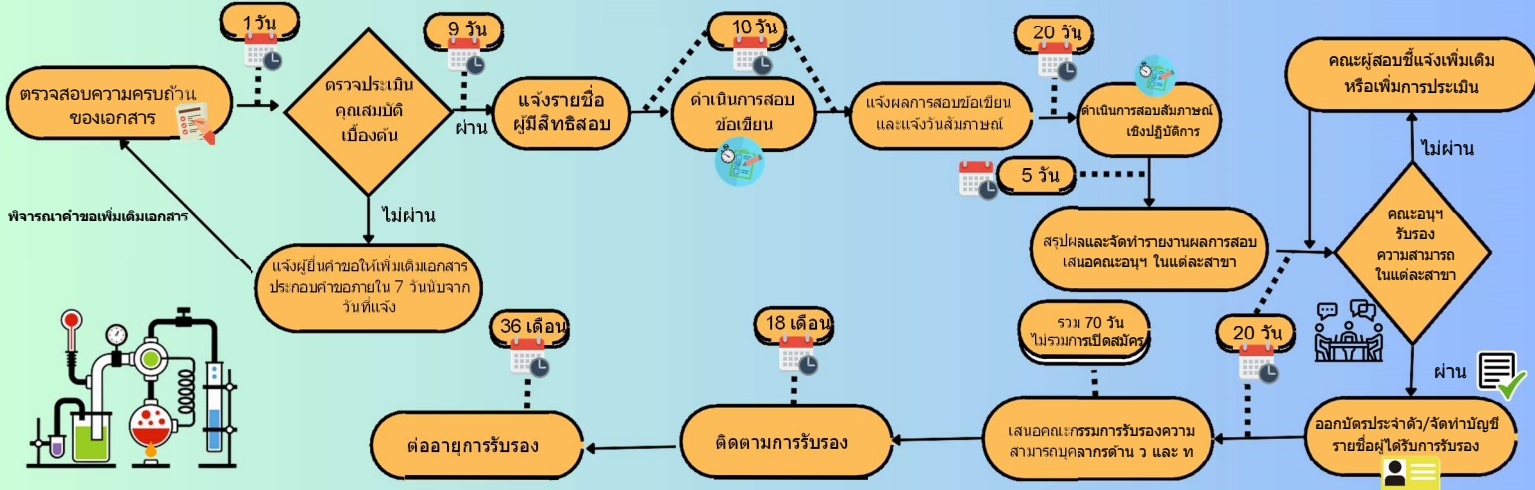 1 วัน
ตรวจสอบความครบถ้วน
ของเอกสาร
ตรวจประเมิน
คุณสมบัติ
เบื้องต้น
9 วัน
ผ่าน
แจ้งรายชื่อ
ผู้มีสิทธิสอบ
10 วัน
ดำเนินการสอบ
ข้อเขียน
แจ้งผลการสอบข้อเขียน
และแจ้งวันสัมภาษณ์
20 วัน
ดำเนินการสอบสัมภาษณ์
เชิงปฏิบัติการ
คณะผู้สอบชี้แจ้งเพิ่มเติม
หรือเพิ่มการประเมิน
ไม่ผ่าน
5 วัน
พิจารณาคำขอเพิ่มเติมเอกสาร
ไม่ผ่าน
แจ้งผู้ยื่นคำขอให้เพิ่มเติมเอกสาร
ประกอบคำขอภายใน 7 วันนับจาก
วันที่แจ้ง
สรุปผลและจัดทำรายงานผลการสอบ
เสนอคณะอนุฯ ในแต่ละสาขา
คณะอนุฯ
รับรอง
ความสามารถ
ในแต่ละสาขา
36 เดือน
18 เดือน
รวม 70 วัน
ไม่รวมการเปิดสมัคร
20 วัน
ผ่าน
ต่ออายุการรับรอง
ติดตามการรับรอง
เสนอคณะกรรมการรับรองความ
สามารถบุคลากรด้าน ว และ ท
ออกบัตรประจำตัว/จัดทำบัญชี
รายชื่อผู้ได้รับการรับรอง